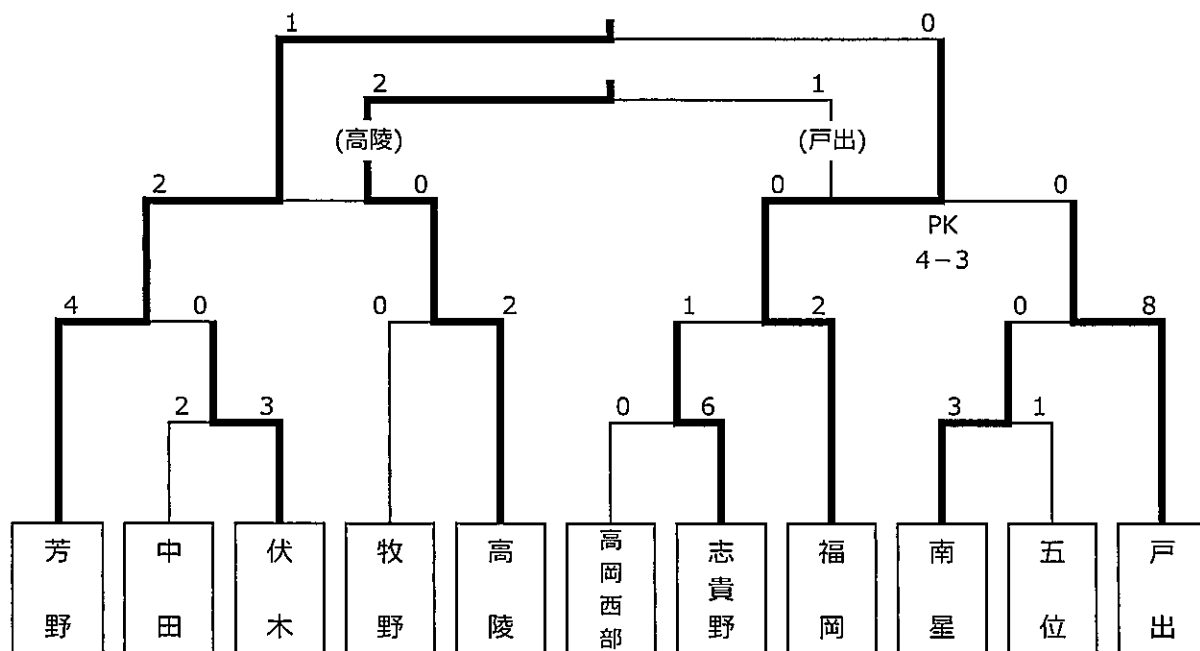 1 0
2 1
(高陵) (戸出)
2 0 0 0
PK
4-3
4 0 0 2 1 2 0 8
2 3 0 6 3 1
芳野
中田
伏木
牧野
高陵
高岡西部
志貴野
福岡
南星
五位
戸出